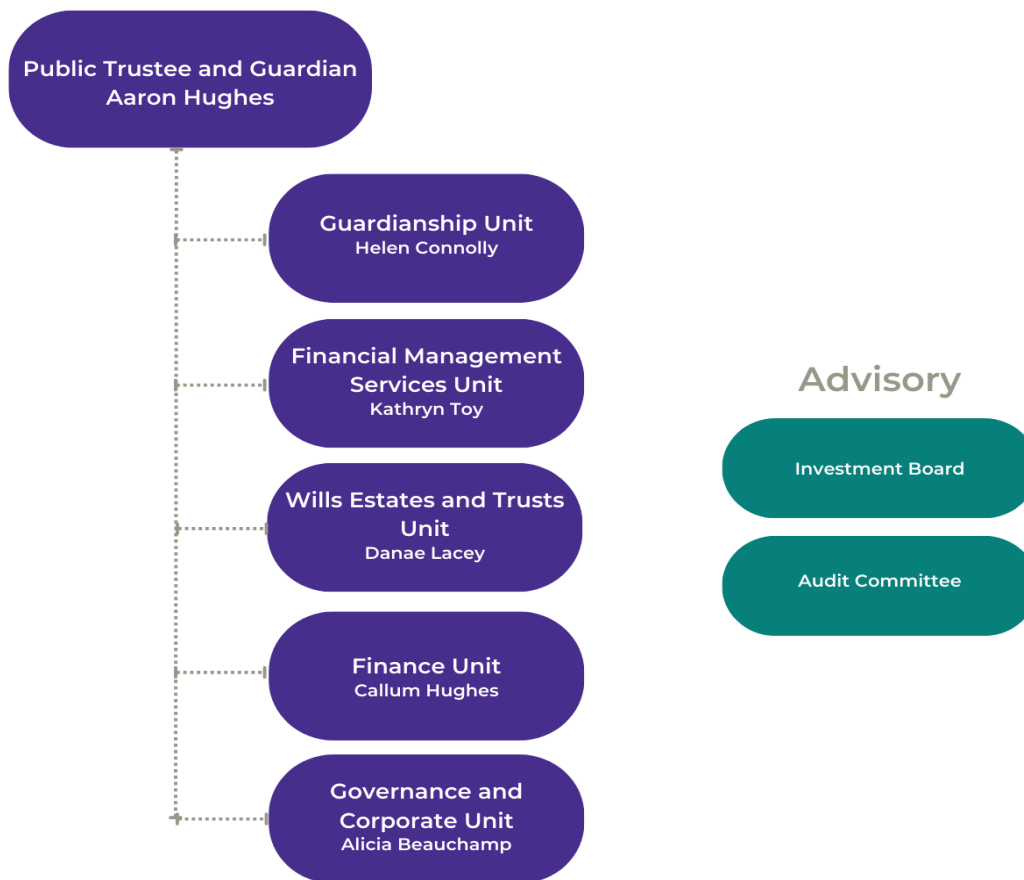 Public Trustee and Guardian
Aaron Hughes
Guardianship Unit
Helen Connolly
Financial Management
Services Unit
Kathryn Toy
Wills Estates and Trusts
Unit
Danae Lacey
Finance Unit
Callum Hughes
Governance and
Corporate Unit
Alicia Beauchamp
Advisory
Investment Board
Audit Committee